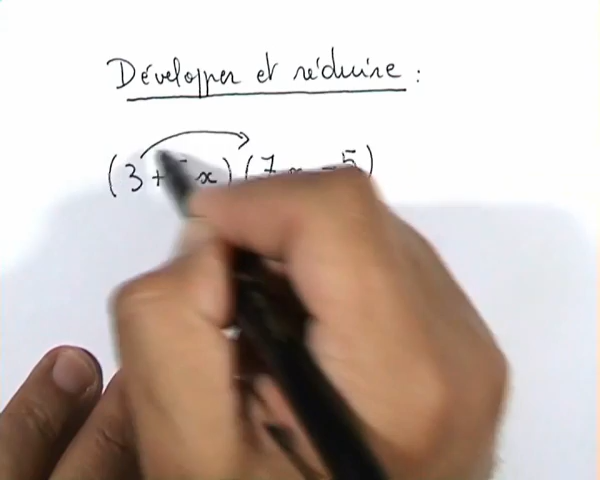 Développer et réduire :
(3 + x) (7x - 5)